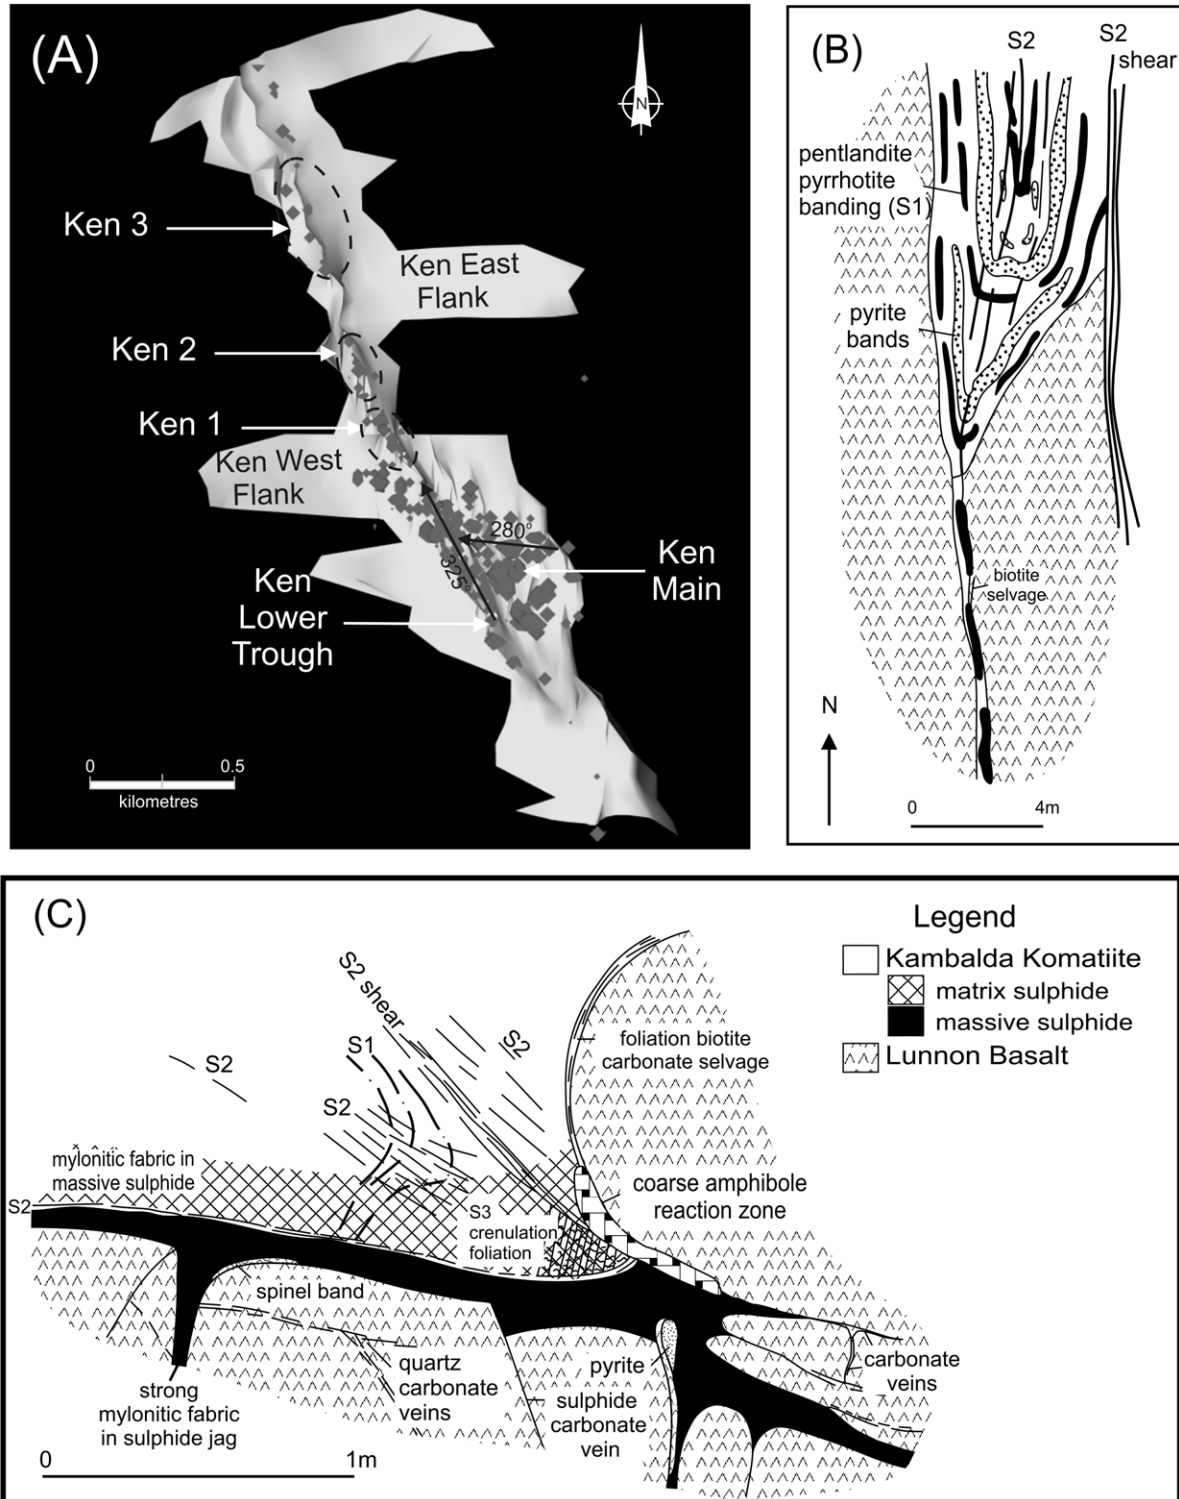 (A)
N
Ken 3
Ken East
Flank
Ken 2
Ken 1
Ken West
Flank
280°
325°
Ken
Main
Ken
Lower
Trough
0 0.5
kilometres
(B)
S2 S2
shear
pentlandite
pyrrhotite
banding (S1)
pyrite
bands
biotite
selvage
N
0 4m
(C)
Legend
Kambalda Komatiite
matrix sulphide
massive sulphide
Lunnon Basalt
S2 shear
S1
S2
S2
S2
foliation biotite
carbonate selvage
mylonitic fabric in
massive sulphide
S2
S3
crenulation
foliation
coarse amphibole
reaction zone
spinel band
quartz
carbonate
veins
pyrite
sulphide
carbonate
vein
carbonate
veins
strong
mylonitic fabric
in sulphide jag
0 1m